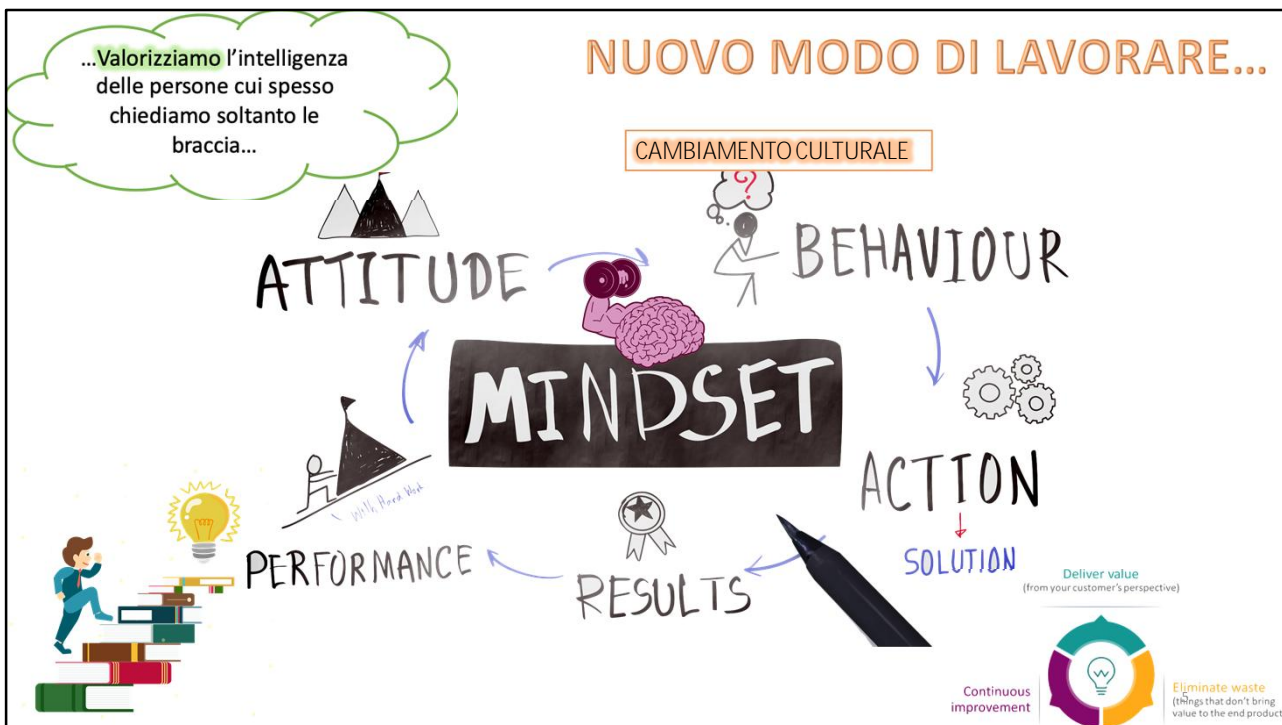 ...Valorizziamo l'intelligenza
delle persone cui spesso
chiediamo soltanto le
braccia...
NUOVO MODO DI LAVORARE...
CAMBIAMENTO CULTURALE
?
ATTITUDE
BEHAVIOUR
MINDSET
ACTION
SOLUTION
RESULTS
PERFORMANCE
Deliver value
(from your customer's perspective)
Continuous
improvement
Eliminate waste
(things that don't bring
value to the end product
5